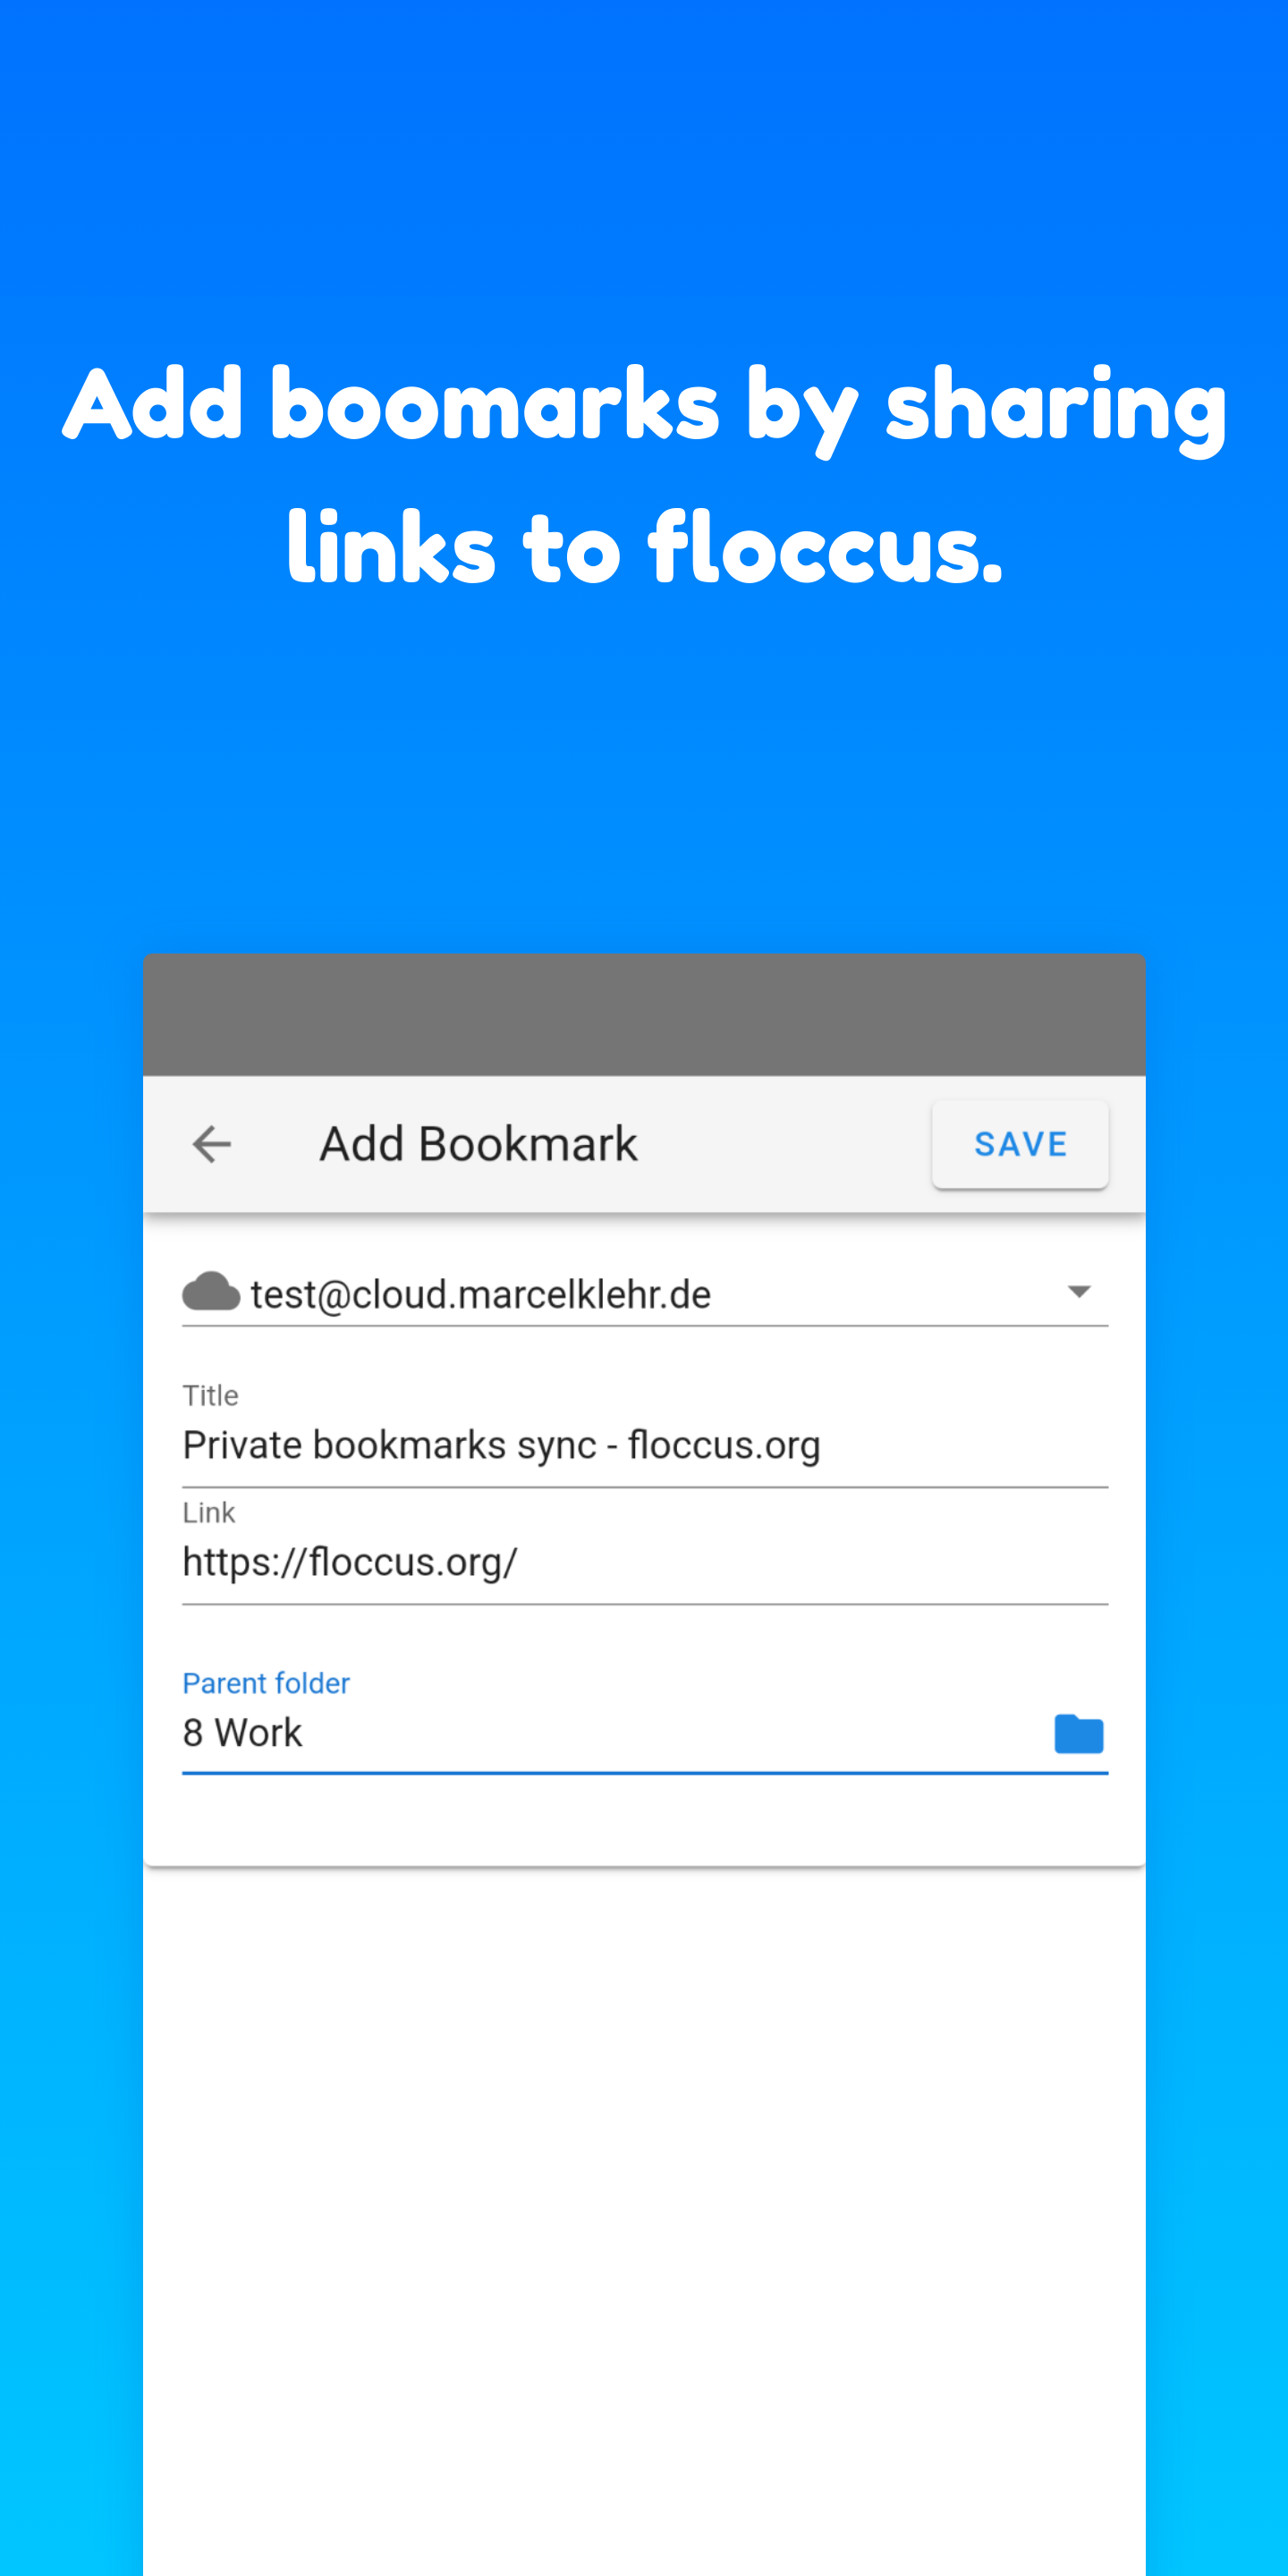 Add boomarks by sharing
links to floccus.
Add Bookmark
SAVE
test@cloud.marcelklehr.de
Title
Private bookmarks sync - floccus.org
Link
https://floccus.org/
Parent folder
8 Work